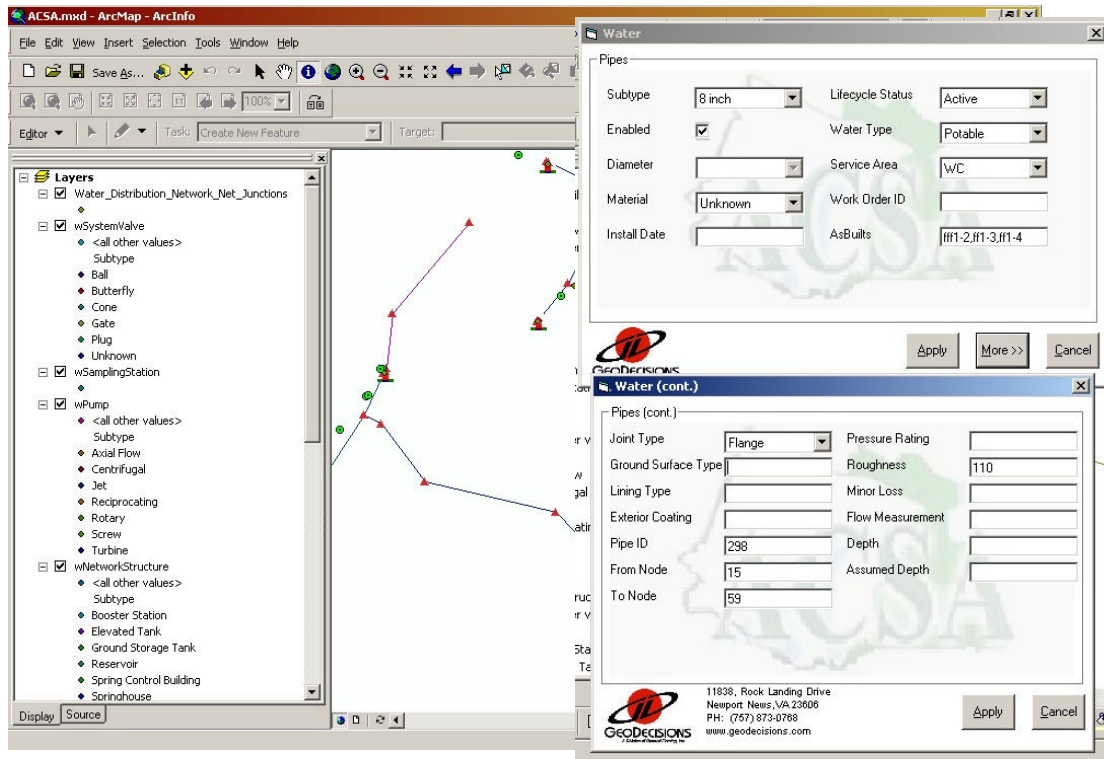 ACSA.mxd - ArcMap - ArcInfo
File Edit View Insert Selection Tools Window Help
Save As...
100%
Editor Task: Create New Feature Target:
Layers
Water_Distribution_Network_Net_Junctions
wSystemValve
<all other values>
Subtype
Ball
Butterfly
Cone
Gate
Plug
Unknown
wSamplingStation
wPump
<all other values>
Subtype
Axial Flow
Centrifugal
Jet
Reciprocating
Rotary
Screw
Turbine
wNetworkStructure
<all other values>
Subtype
Booster Station
Elevated Tank
Ground Storage Tank
Reservoir
Spring Control Building
Springhouse
Display Source
Water
Pipes
Subtype 8 inch Lifecycle Status Active
Enabled Water Type Potable
Diameter Service Area WC
Material Unknown Work Order ID
Install Date AsBuilts fff1-2,ff1-3,ff1-4
ACSA
GEODECISIONS
Apply More >> Cancel
Water (cont.)
Pipes (cont.)
Joint Type Flange Pressure Rating
Ground Surface Type Roughness 110
Lining Type Minor Loss
Exterior Coating Flow Measurement
Pipe ID 298 Depth
From Node 15 Assumed Depth
To Node 59
ACSA
GEODECISIONS
11838, Rock Landing Drive
Newport News,VA 23606
PH: (757) 873-0768
www.geodecisions.com
Apply Cancel